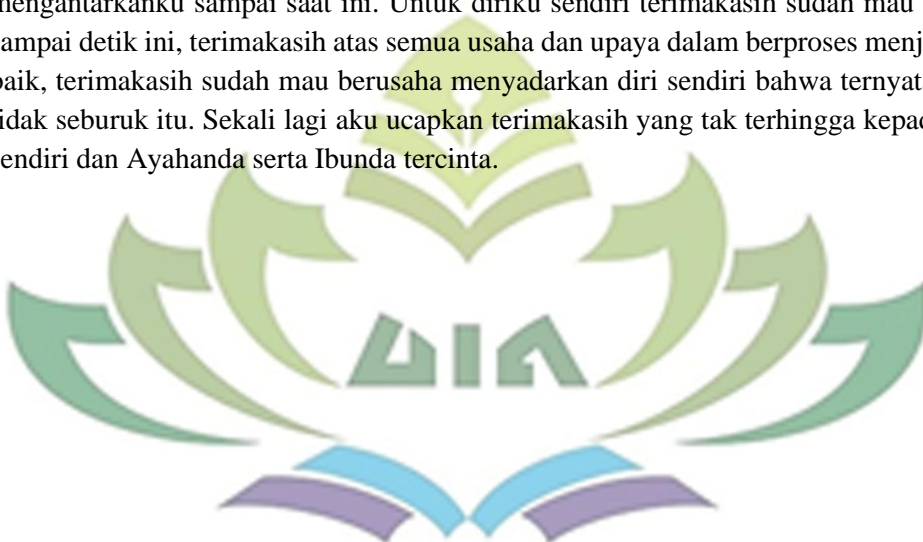 mengantarkanku sampai saat ini. Untuk diriku sendiri terimakasih sudah mau
sampai detik ini, terimakasih atas semua usaha dan upaya dalam berproses
baik, terimakasih sudah mau berusaha menyadarkan diri sendiri bahwa
tidak seburuk itu. Sekali lagi aku ucapkan terimakasih yang tak terhingga
sendiri dan Ayahanda serta Ibunda tercinta.
UIN